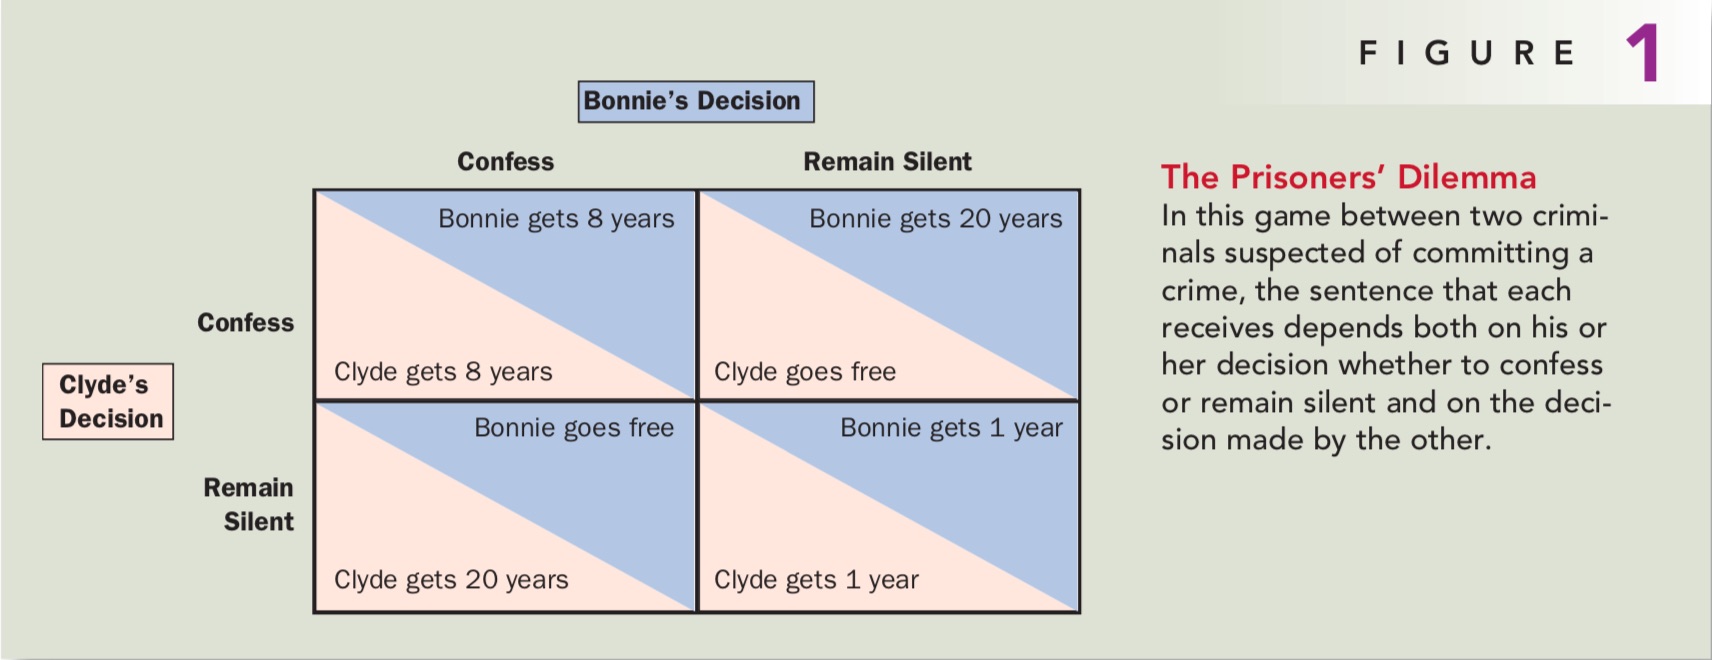 FIGURE 1
Bonnie's Decision
Confess
Remain Silent
Bonnie gets 8 years
Bonnie gets 20 years
Confess
Clyde gets 8 years
Clyde goes free
Clyde's
Decision
Bonnie goes free
Bonnie gets 1 year
Remain
Silent
Clyde gets 20 years
Clyde gets 1 year
The Prisoners' Dilemma
In this game between two crimi-
nals suspected of committing a
crime, the sentence that each
receives depends both on his or
her decision whether to confess
or remain silent and on the deci-
sion made by the other.